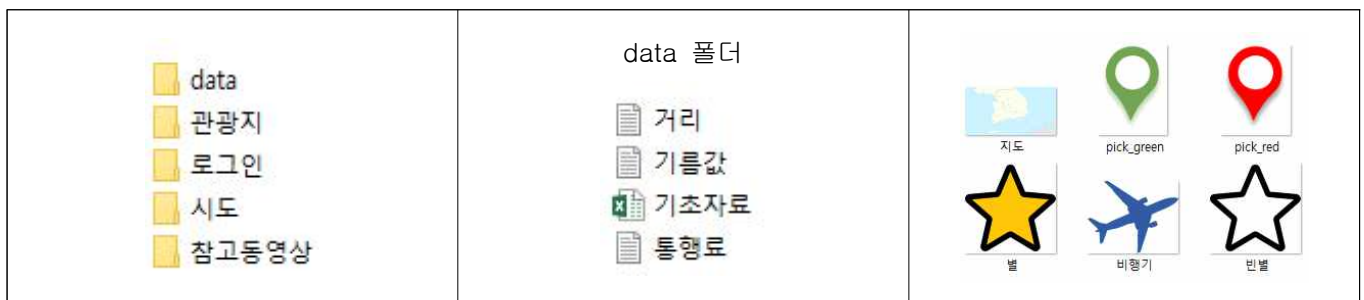 data
관광지
로그인
시도
참고동영상
data 폴더
거리
기름값
기초자료
통행료
지도
pick_green
pick_red
별
비행기
빈별